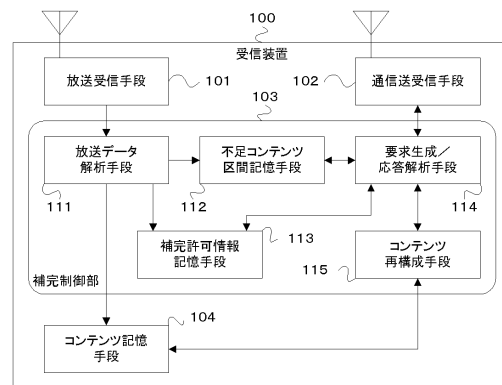 100
受信装置
放送受信手段
101
102
通信送受信手段
103
放送データ
解析手段
111
不足コンテンツ
区間記憶手段
112
要求生成／
応答解析手段
114
補完許可情報
記憶手段
113
コンテンツ
再構成手段
115
補完制御部
104
コンテンツ記憶
手段